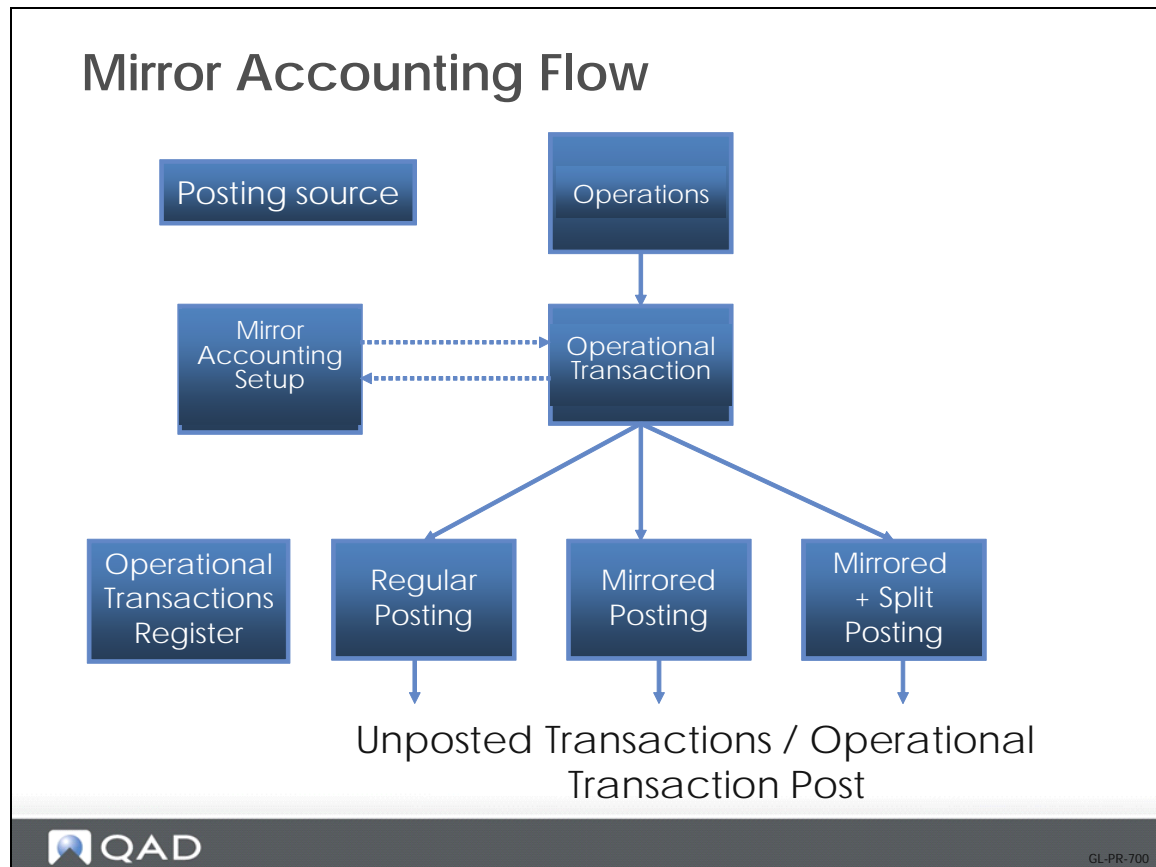 Mirror Accounting Flow
Posting source
Operations
Mirror
Accounting
Setup
Operational
Transaction
Operational
Transactions
Register
Regular
Posting
Mirrored
Posting
Mirrored
+ Split
Posting
Unposted Transactions / Operational
Transaction Post
QAD
GL-PR-700